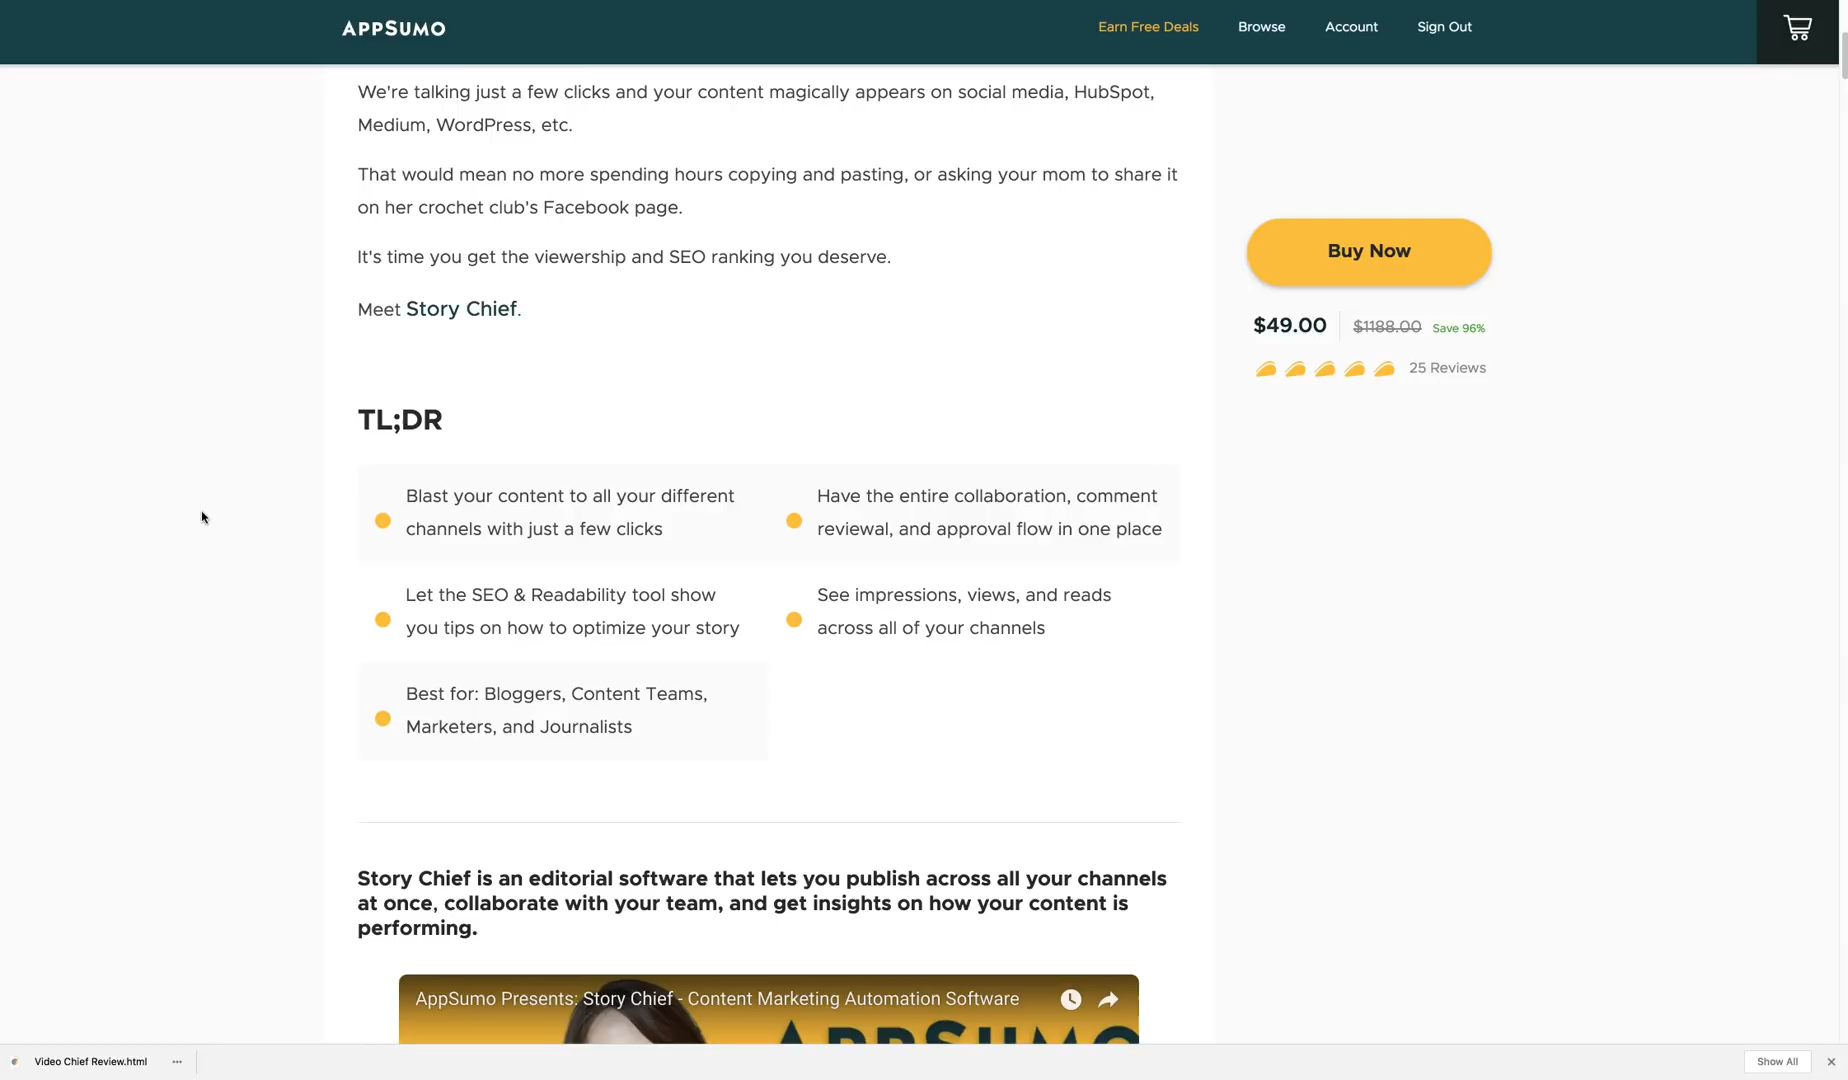 APPSUMO
Earn Free Deals
Browse
Account
Sign Out
We're talking just a few clicks and your content magically appears on social media, HubSpot,
Medium, WordPress, etc.
That would mean no more spending hours copying and pasting, or asking your mom to share it
on her crochet club's Facebook page.
It's time you get the viewership and SEO ranking you deserve.
Meet Story Chief.
Buy Now
$49.00
$1188.00
Save 96%
25 Reviews
TL;DR
Blast your content to all your different
channels with just a few clicks
Have the entire collaboration, comment
reviewal, and approval flow in one place
Let the SEO & Readability tool show
you tips on how to optimize your story
See impressions, views, and reads
across all of your channels
Best for: Bloggers, Content Teams,
Marketers, and Journalists
Story Chief is an editorial software that lets you publish across all your channels
at once, collaborate with your team, and get insights on how your content is
performing.
AppSumo Presents: Story Chief - Content Marketing Automation Software
APPSUMO
Video Chief Review.html
Show All